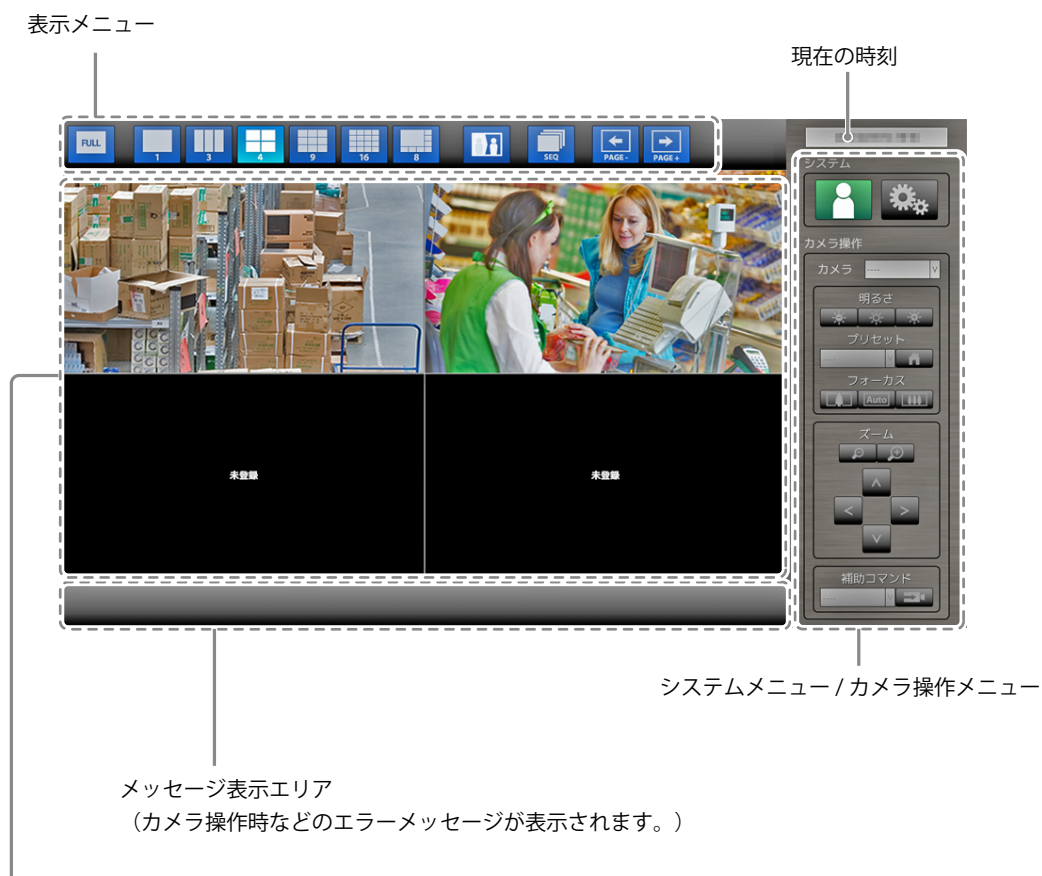 表示メニュー
現在の時刻
FULL
1
3
4
9
16
8
SEQ
PAGE -
PAGE +
システム
カメラ操作
カメラ ---- V
明るさ
プリセット
---- V
フォーカス
Auto
ズーム
補助コマンド
---- V
未登録
未登録
システムメニュー / カメラ操作メニュー
メッセージ表示エリア
（カメラ操作時などのエラーメッセージが表示されます。）